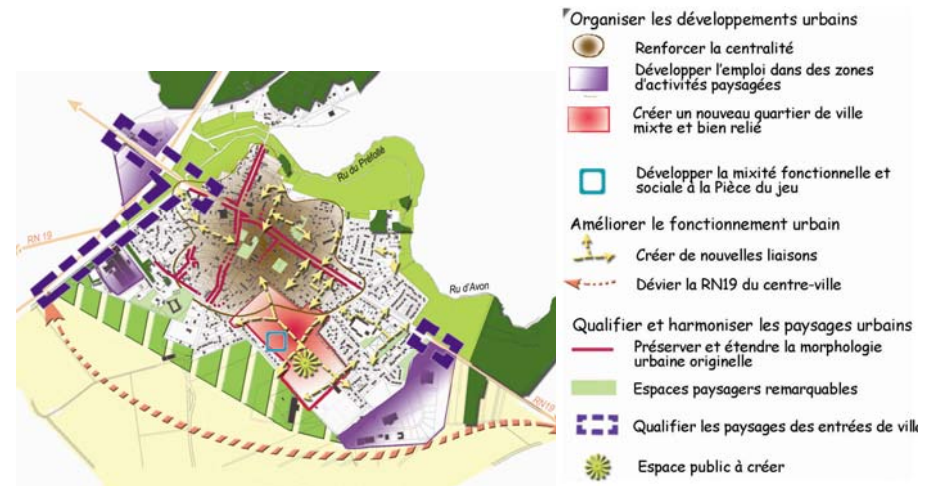 Ru du Préfollé
RN 19
Ru d'Avon
RN19
Organiser les développements urbains
Renforcer la centralité
Développer l'emploi dans des zones
d'activités paysagées
Créer un nouveau quartier de ville
mixte et bien relié
Développer la mixité fonctionnelle et
sociale à la Pièce du jeu
Améliorer le fonctionnement urbain
Créer de nouvelles liaisons
Dévier la RN19 du centre-ville
Qualifier et harmoniser les paysages urbains
Préserver et étendre la morphologie
urbaine originelle
Espaces paysagers remarquables
Qualifier les paysages des entrées de ville
Espace public à créer